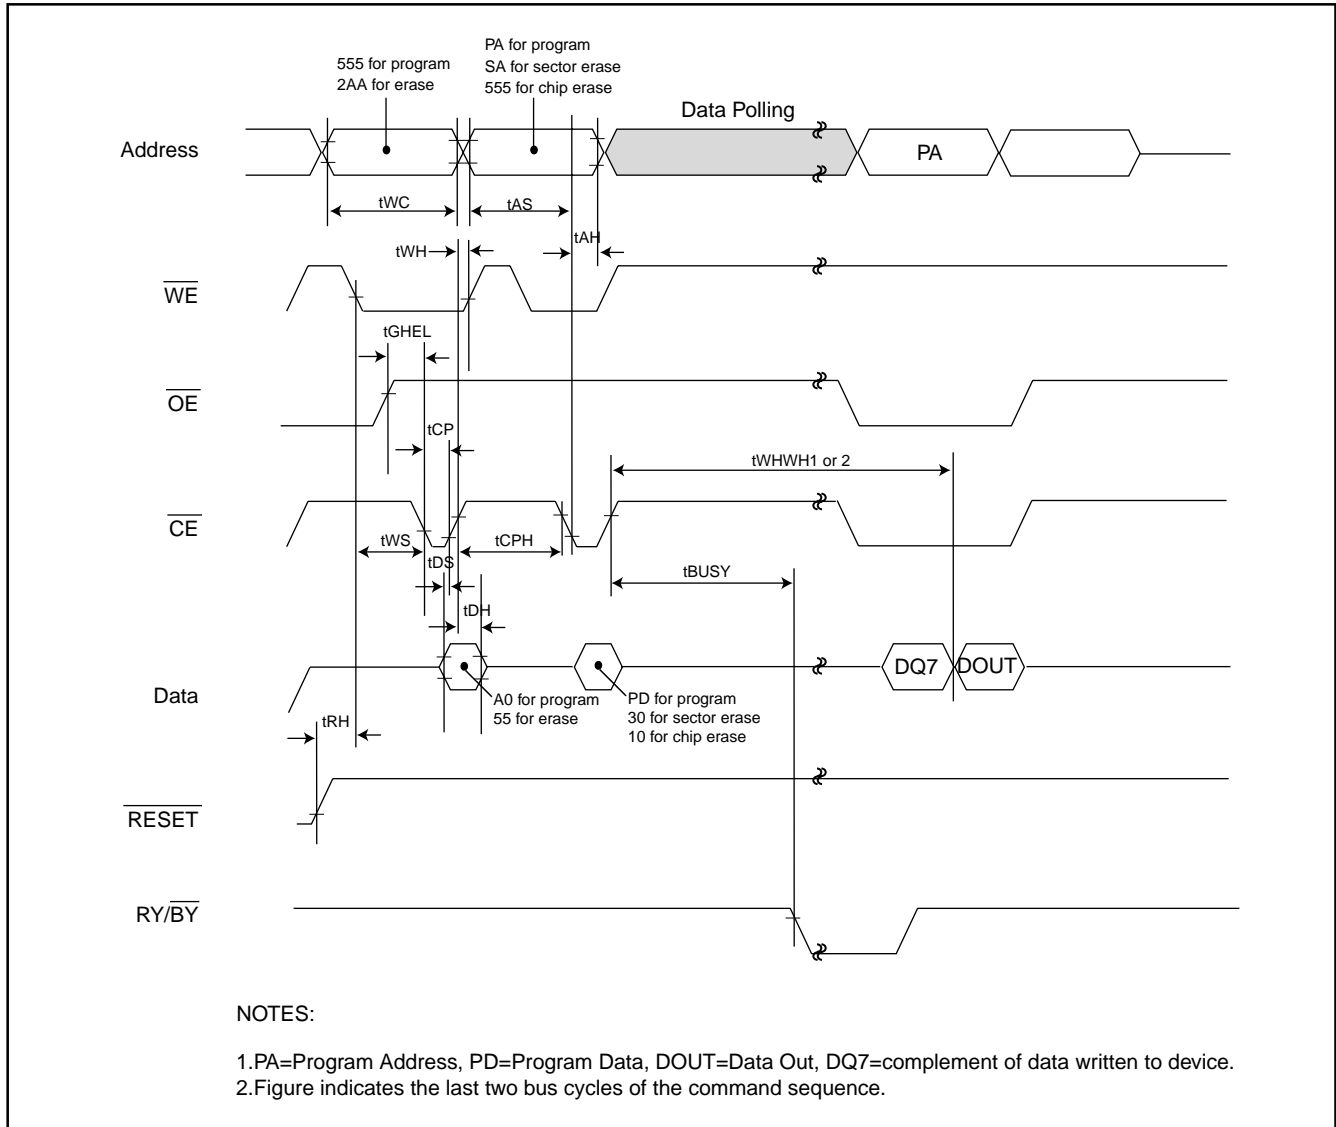 555 for program
2AA for erase
PA for program
SA for sector erase
555 for chip erase
Data Polling
Address
PA
tWC
tAS
tWH
tAH
WE
tGHEL
OE
tCP
tWHWH1 or 2
CE
tWS
tCPH
tDS
tBUSY
tDH
DQ7
DOUT
Data
A0 for program
55 for erase
PD for program
30 for sector erase
10 for chip erase
tRH
RESET
RY/BY
NOTES:
1.PA=Program Address, PD=Program Data, DOUT=Data Out, DQ7=complement of data written to device.
2.Figure indicates the last two bus cycles of the command sequence.